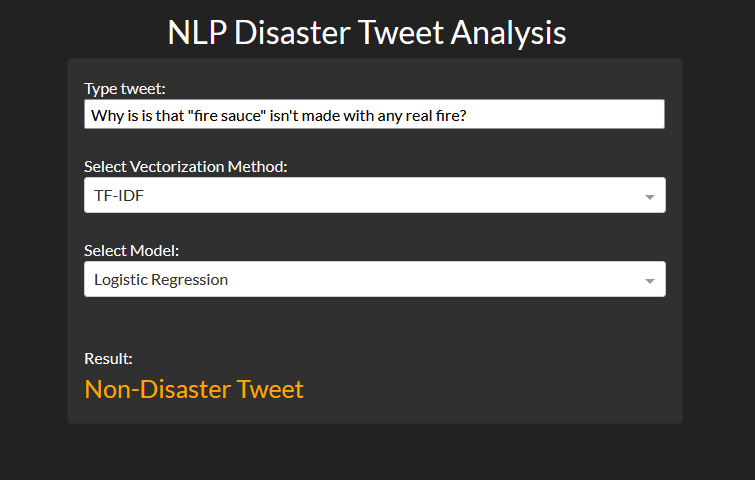 NLP Disaster Tweet Analysis
Type tweet:
Why is is that "fire sauce" isn't made with any real fire?
Select Vectorization Method:
TF-IDF
Select Model:
Logistic Regression
Result:
Non-Disaster Tweet